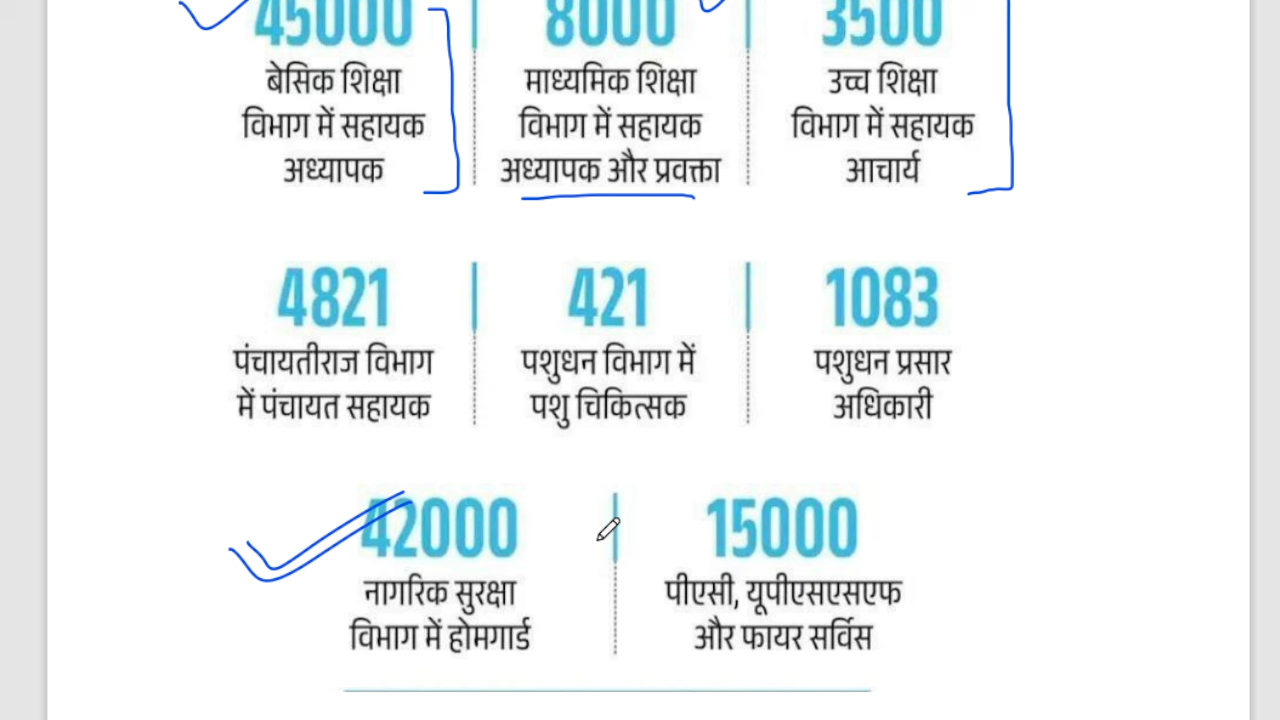 45000
8000
3500
बेसिक शिक्षा
विभाग में सहायक
अध्यापक
माध्यमिक शिक्षा
विभाग में सहायक
अध्यापक और प्रवक्ता
उच्च शिक्षा
विभाग में सहायक
आचार्य
4821
पंचायतीराज विभाग
में पंचायत सहायक
421
पशुधन विभाग में
पशु चिकित्सक
1083
पशुधन प्रसार
अधिकारी
42000
नागरिक सुरक्षा
विभाग में होमगार्ड
15000
पीएसी, यूपीएसएसएफ
और फायर सर्विस